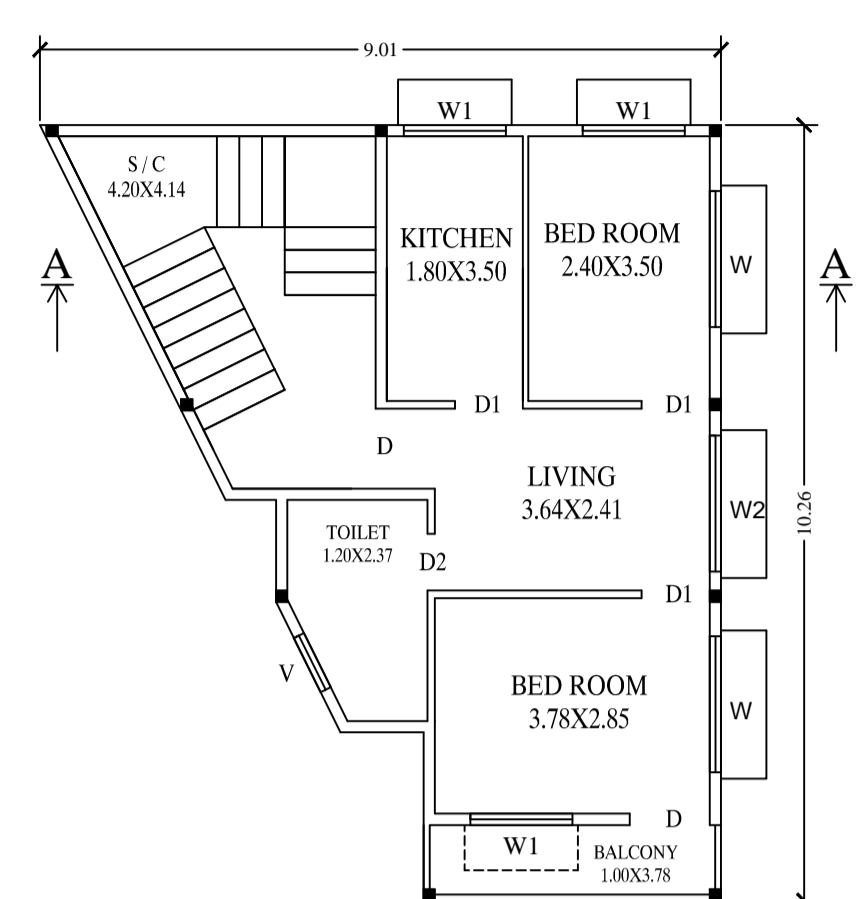 9.01
W1 W1
S / C
4.20X4.14
KITCHEN
1.80X3.50
BED ROOM
2.40X3.50
A
W
A
D1
D1
D
LIVING
3.64X2.41
W2
10.26
TOILET
1.20X2.37
D2
D1
V
BED ROOM
3.78X2.85
W
D
W1
BALCONY
1.00X3.78